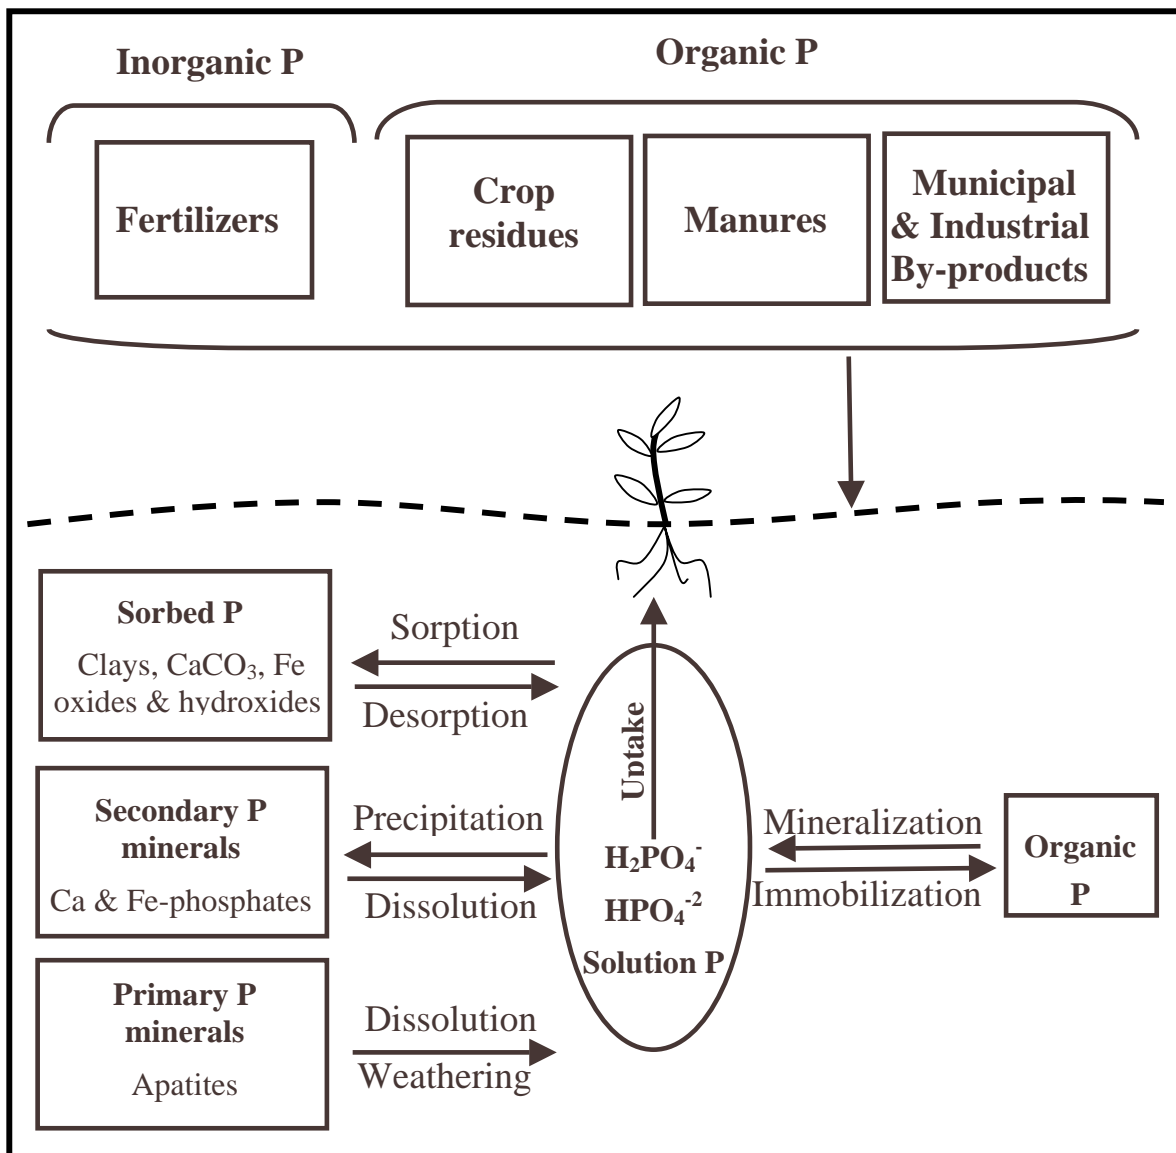 Inorganic P
Organic P
Fertilizers
Crop
residues
Manures
Municipal
& Industrial
By-products
Sorbed P
Clays, CaCO₃, Fe
oxides & hydroxides
Sorption
Desorption
Uptake
Secondary P
minerals
Ca & Fe-phosphates
Precipitation
Dissolution
H₂PO₄⁻
HPO₄⁻²
Solution P
Mineralization
Immobilization
Organic
P
Primary P
minerals
Apatites
Dissolution
Weathering